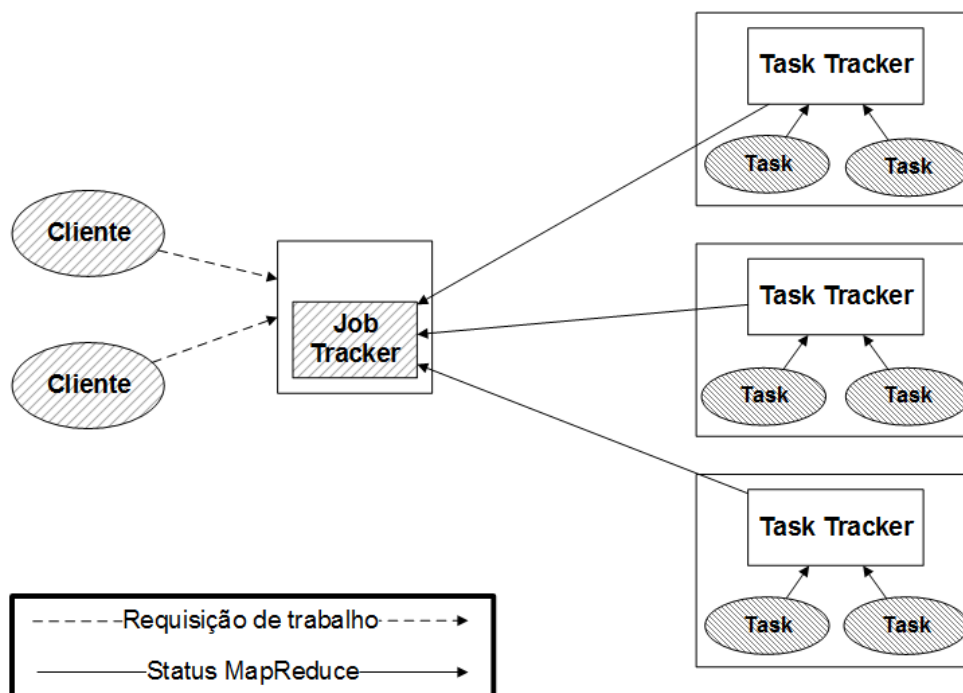 Task Tracker
Task
Task
Cliente
Cliente
Job
Tracker
Task Tracker
Task
Task
Task Tracker
Task
Task
Requisição de trabalho
Status MapReduce